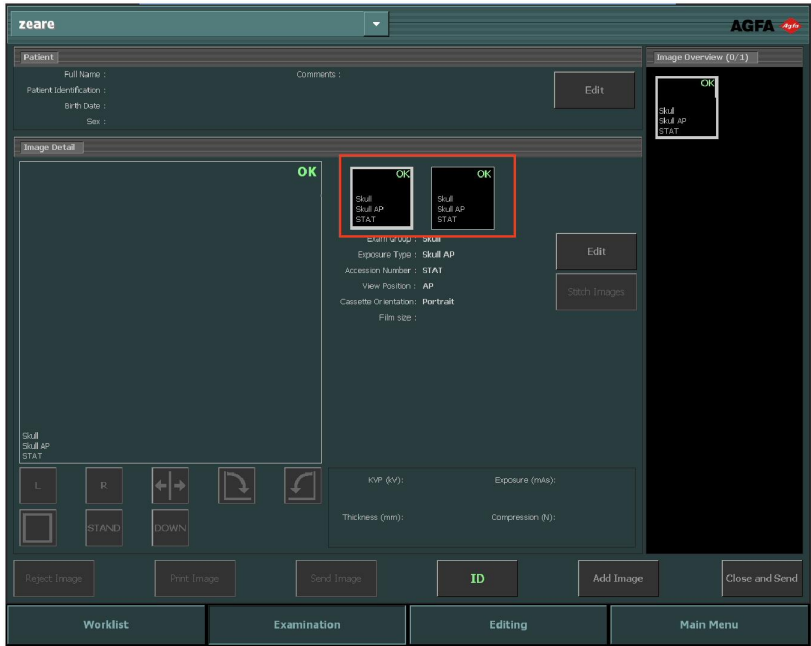 zeare
AGFA
Agfa
Patient
Full Name :
Comments :
Patient Identification :
Birth Date :
Sex :
Edit
Image Overview (0/1)
OK
Skull
Skull AP
STAT
Image Detail
OK
Skull
Skull AP
STAT
OK
Skull
Skull AP
STAT
OK
Skull
Skull AP
STAT
Exam Group : Skull
Exposure Type : Skull AP
Accession Number : STAT
View Position : AP
Cassette Orientation: Portrait
Film size :
Edit
Stitch Images
L
R
STAND
DOWN
KVP (kV):
Exposure (mAs):
Thickness (mm):
Compression (N):
Reject Image
Print Image
Send Image
ID
Add Image
Close and Send
Worklist
Examination
Editing
Main Menu